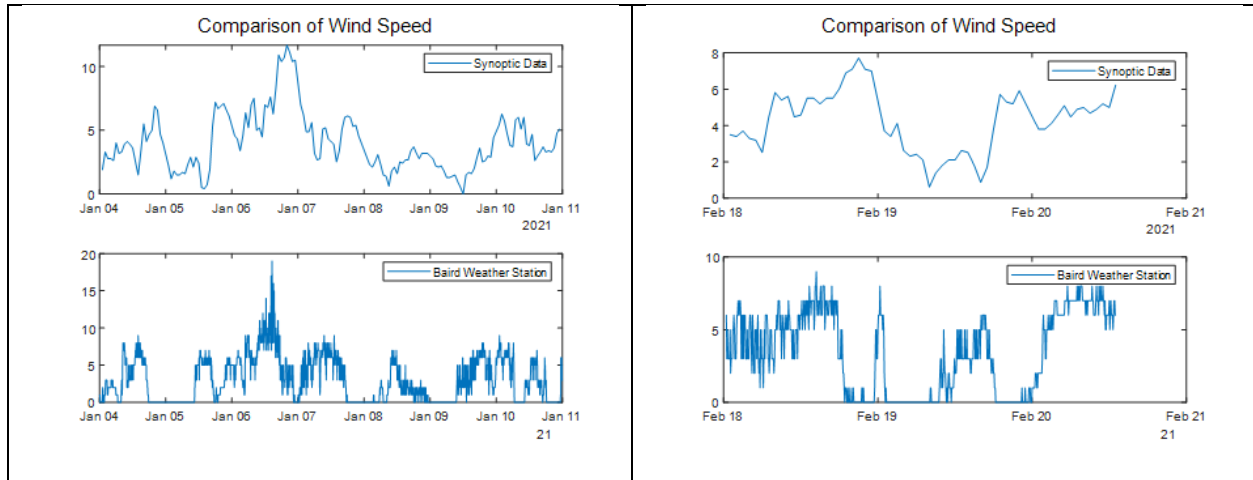 Comparison of Wind Speed
10
5
0
Synoptic Data
Jan 04 Jan 05 Jan 06 Jan 07 Jan 08 Jan 09 Jan 10 Jan 11
2021
20
15
10
5
0
Baird Weather Station
Jan 04 Jan 05 Jan 06 Jan 07 Jan 08 Jan 09 Jan 10 Jan 11
21
Comparison of Wind Speed
8
6
4
2
0
Synoptic Data
Feb 18 Feb 19 Feb 20 Feb 21
2021
10
5
0
Baird Weather Station
Feb 18 Feb 19 Feb 20 Feb 21
21